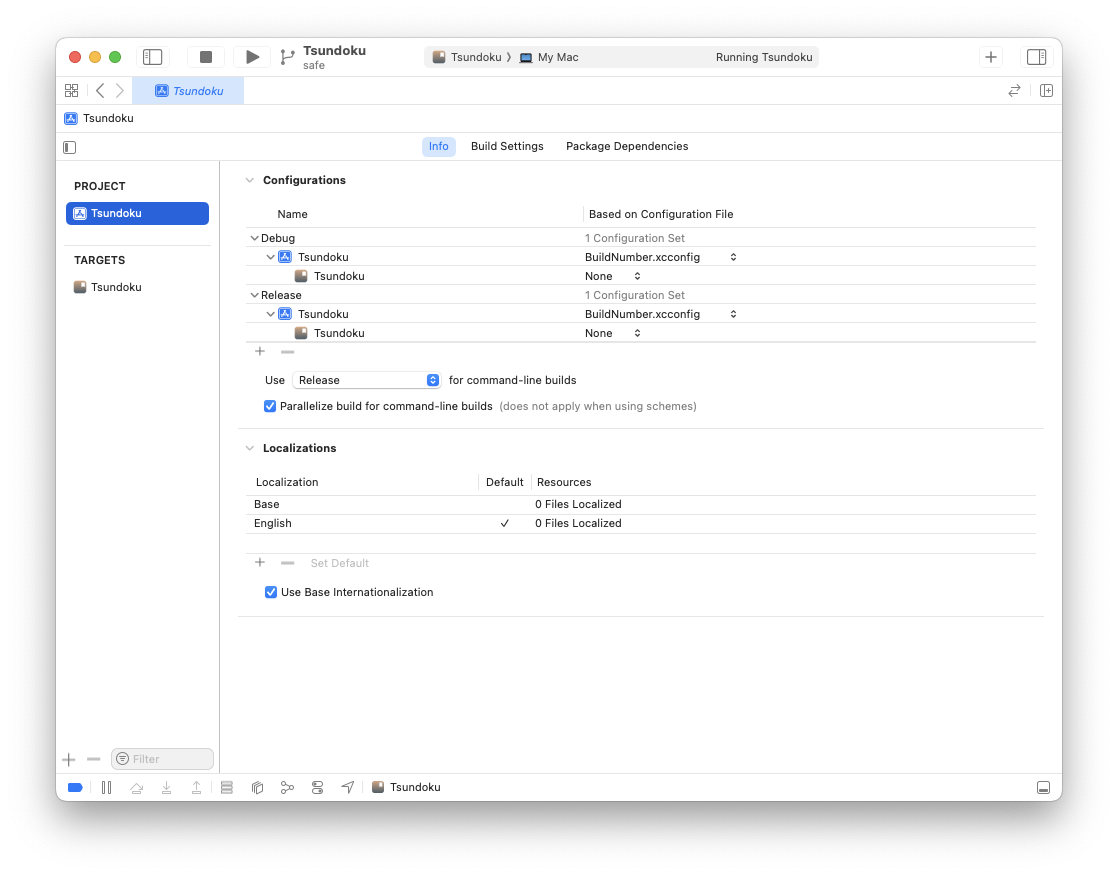 Tsundoku
safe
Tsundoku 〉 My Mac
Running Tsundoku
Tsundoku
Tsundoku
Info
Build Settings
Package Dependencies
PROJECT
Tsundoku
TARGETS
Tsundoku
Configurations
Name
Based on Configuration File
Debug
1 Configuration Set
Tsundoku
BuildNumber.xcconfig
Tsundoku
None
Release
1 Configuration Set
Tsundoku
BuildNumber.xcconfig
Tsundoku
None
Use Release for command-line builds
Parallelize build for command-line builds (does not apply when using schemes)
Localizations
Localization
Default
Resources
Base
0 Files Localized
English
✓
0 Files Localized
Set Default
Use Base Internationalization
Filter
Tsundoku